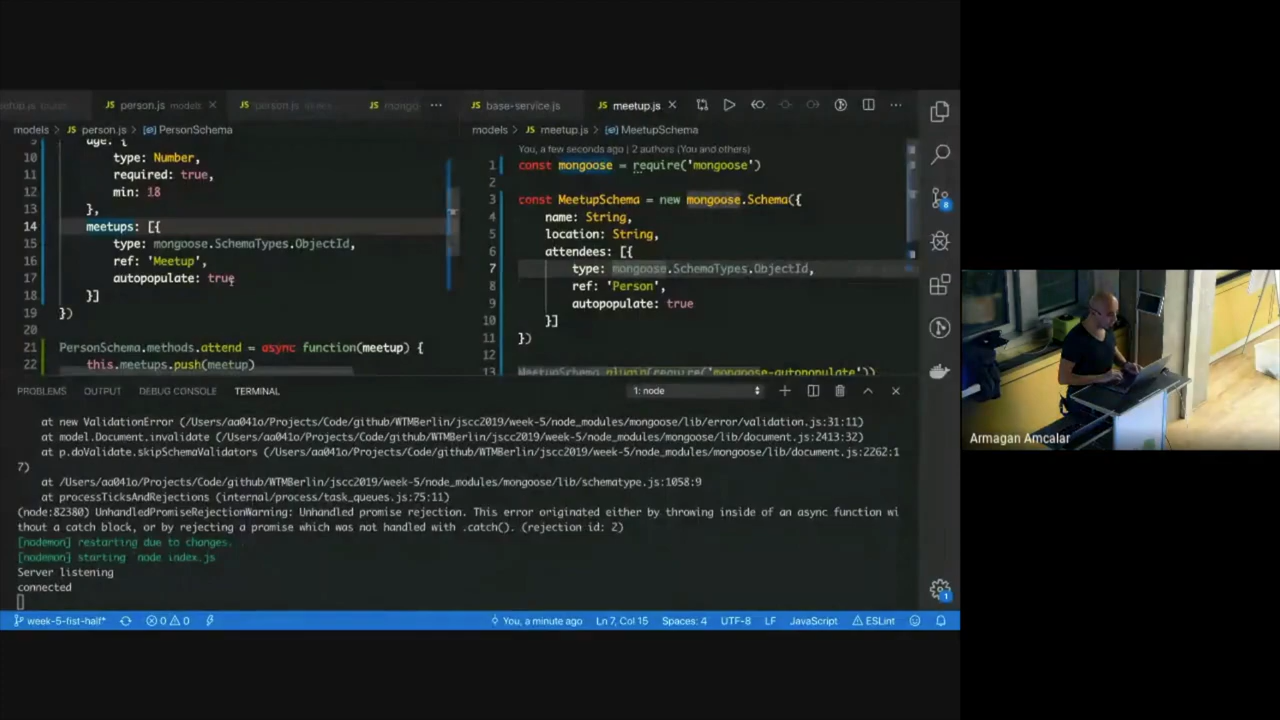 person.js models
mongo
base-service.js
meetup.js
models > person.js > PersonSchema
models > meetup.js > MeetupSchema
9 age: {
10 type: Number,
11 required: true,
12 min: 18
13 },
14 meetups: [{
15 type: mongoose.SchemaTypes.ObjectId,
16 ref: 'Meetup',
17 autopopulate: true
18 }]
19 })
20
21 PersonSchema.methods.attend = async function(meetup) {
22 this.meetups.push(meetup)
You, a few seconds ago | 2 authors (You and others)
1 const mongoose = require('mongoose')
2
3 const MeetupSchema = new mongoose.Schema({
4 name: String,
5 location: String,
6 attendees: [{
7 type: mongoose.SchemaTypes.ObjectId,
8 ref: 'Person',
9 autopopulate: true
10 }]
11 })
12
13 MeetupSchema.plugin(require('mongoose-autopopulate'))
8
PROBLEMS OUTPUT DEBUG CONSOLE TERMINAL
1: node
at new ValidationError (/Users/aa041o/Projects/Code/github/WTMBerlin/jscc2019/week-5/node_modules/mongoose/lib/error/validation.js:31:11)
at model.Document.invalidate (/Users/aa041o/Projects/Code/github/WTMBerlin/jscc2019/week-5/node_modules/mongoose/lib/document.js:2413:32)
at p.doValidate.skipSchemaValidators (/Users/aa041o/Projects/Code/github/WTMBerlin/jscc2019/week-5/node_modules/mongoose/lib/document.js:2262:1
7)
at /Users/aa041o/Projects/Code/github/WTMBerlin/jscc2019/week-5/node_modules/mongoose/lib/schematype.js:1058:9
at processTicksAndRejections (internal/process/task_queues.js:75:11)
(node:82380) UnhandledPromiseRejectionWarning: Unhandled promise rejection. This error originated either by throwing inside of an async function wi
thout a catch block, or by rejecting a promise which was not handled with .catch(). (rejection id: 2)
[nodemon] restarting due to changes...
[nodemon] starting `node index.js`
Server listening
connected
1
week-5-fist-half* 0 0
You, a minute ago Ln 7, Col 15 Spaces: 4 UTF-8 LF JavaScript ESLint
Armagan Amcalar